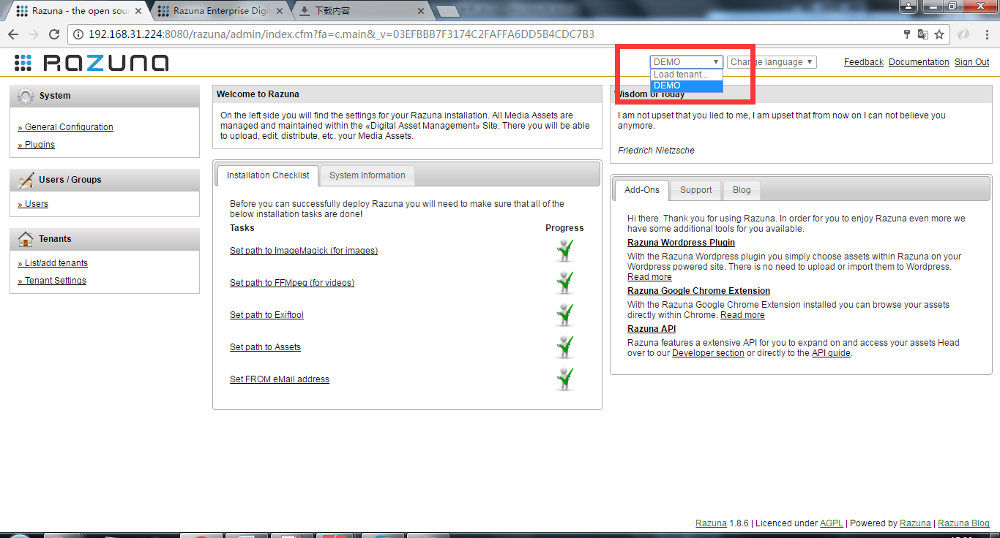 Razuna - the open sou
Razuna Enterprise Digi
下载内容
192.168.31.224:8080/razuna/admin/index.cfm?fa=c.main&_v=03EFBBB7F3174C2FAFFA6DD5B4CDC7B3
RAZUNA
DEMO
Change language
Feedback Documentation Sign Out
Load tenant...
DEMO
System
» General Configuration
» Plugins
Users / Groups
» Users
Tenants
» List/add tenants
» Tenant Settings
Welcome to Razuna
On the left side you will find the settings for your Razuna installation. All Media Assets are
managed and maintained within the «Digital Asset Management» Site. There you will be able
to upload, edit, distribute, etc. your Media Assets.
Installation Checklist
System Information
Before you can successfully deploy Razuna you will need to make sure that all of the
below installation tasks are done!
Tasks Progress
Set path to ImageMagick (for images)
Set path to FFMpeg (for videos)
Set path to Exiftool
Set path to Assets
Set FROM eMail address
Wisdom of Today
I am not upset that you lied to me, I am upset that from now on I can not believe you
anymore.
Friedrich Nietzsche
Add-Ons
Support
Blog
Hi there. Thank you for using Razuna. In order for you to enjoy Razuna even more we
have some additional tools for you available.
Razuna Wordpress Plugin
With the Razuna Wordpress plugin you simply choose assets within Razuna on your
Wordpress powered site. There is no need to upload or import them to Wordpress.
Read more
Razuna Google Chrome Extension
With the Razuna Google Chrome Extension installed you can browse your assets
directly within Chrome. Read more
Razuna API
Razuna features a extensive API for you to expand on and access your assets Head
over to our Developer section or directly to the API guide.
Razuna 1.8.6 | Licenced under AGPL | Powered by Razuna | Razuna Blog